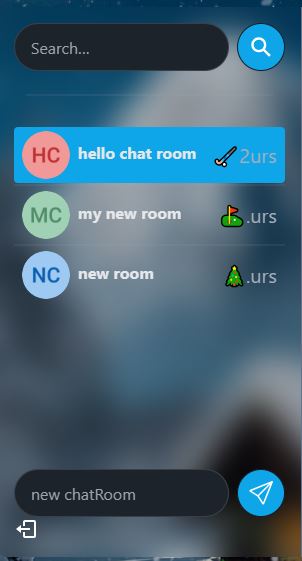 Search...
HC hello chat room 🏑2urs
MC my new room ⛳.urs
NC new room 🎄.urs
new chatRoom